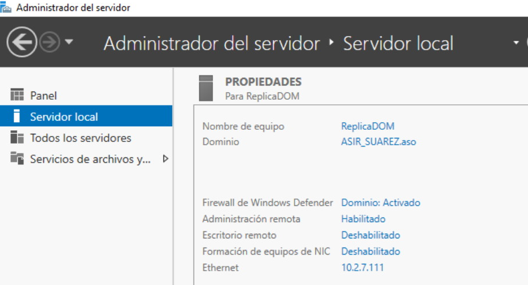 Administrador del servidor
Administrador del servidor ‣ Servidor local
Panel
Servidor local
Todos los servidores
Servicios de archivos y...
PROPIEDADES
Para ReplicaDOM
Nombre de equipo ReplicaDOM
Dominio ASIR_SUAREZ.aso
Firewall de Windows Defender Dominio: Activado
Administración remota Habilitado
Escritorio remoto Deshabilitado
Formación de equipos de NIC Deshabilitado
Ethernet 10.2.7.111